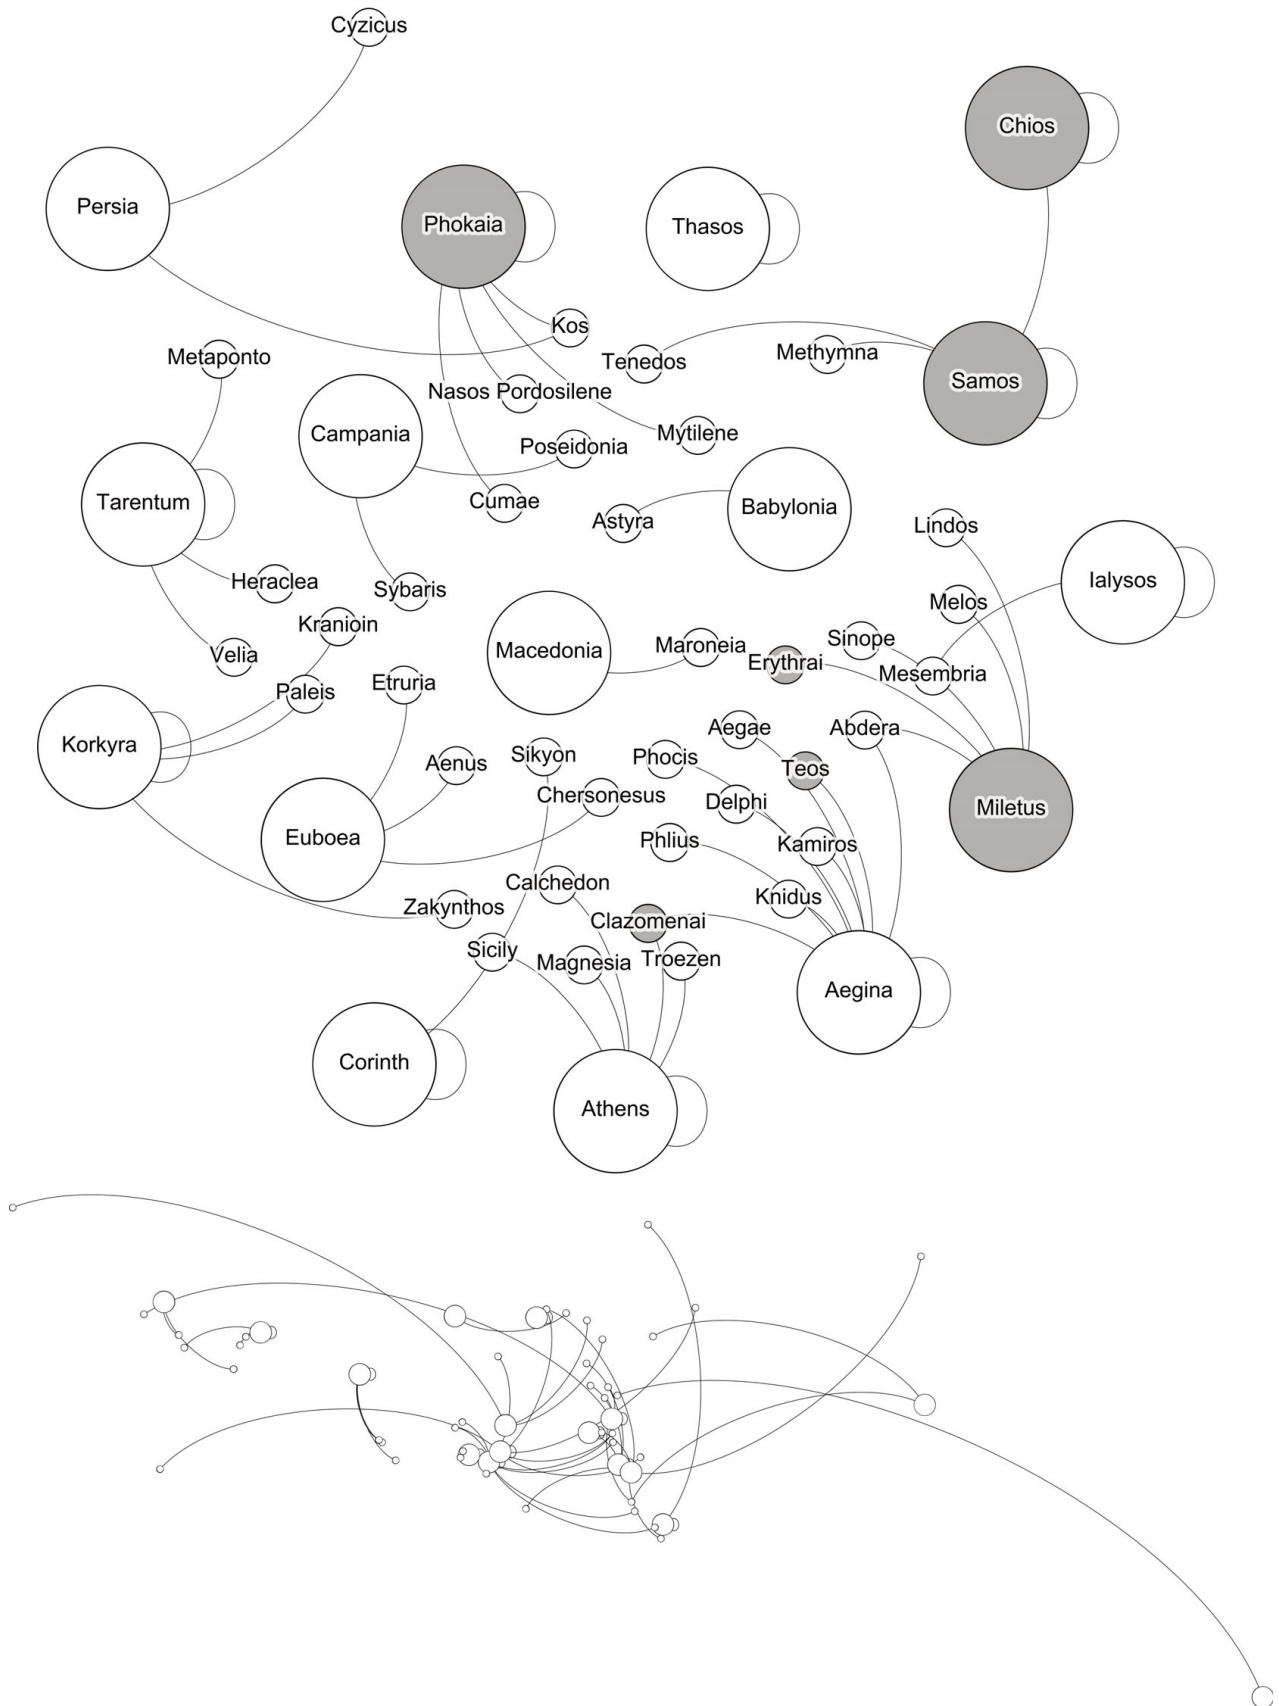 Cyzicus
Chios
Persia
Phokaia
Thasos
Kos
Metaponto
Tenedos
Methymna
Samos
Nasos Pordosilene
Campania
Mytilene
Poseidonia
Tarentum
Cumae
Babylonia
Astyra
Lindos
Heraclea
Sybaris
Ialysos
Melos
Kranioin
Sinope
Macedonia
Maroneia
Velia
Erythrai
Mesembria
Etruria
Paleis
Aegae
Abdera
Korkyra
Sikyon
Phocis
Aenus
Teos
Chersonesus
Delphi
Miletus
Euboea
Phlius
Kamiros
Calchedon
Knidus
Zakynthos
Clazomenai
Sicily
Magnesia
Troezen
Aegina
Corinth
Athens